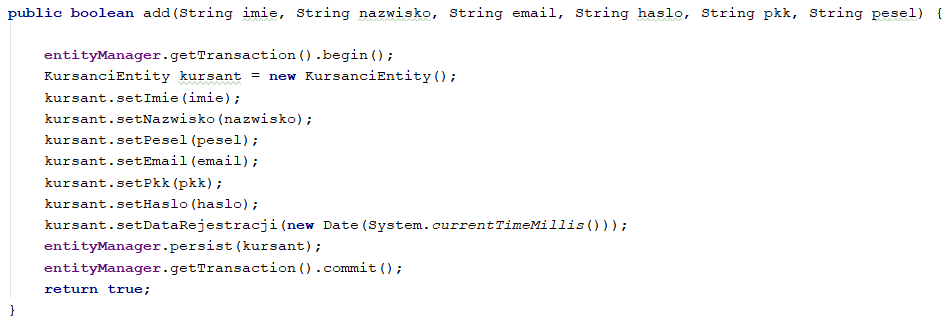 public boolean add(String imie, String nazwisko, String email, String haslo, String pkk, String pesel) {
entityManager.getTransaction().begin();
KursanciEntity kursant = new KursanciEntity();
kursant.setImie(imie);
kursant.setNazwisko(nazwisko);
kursant.setPesel(pesel);
kursant.setEmail(email);
kursant.setPkk(pkk);
kursant.setHaslo(haslo);
kursant.setDataRejestracji(new Date(System.currentTimeMillis()));
entityManager.persist(kursant);
entityManager.getTransaction().commit();
return true;
}